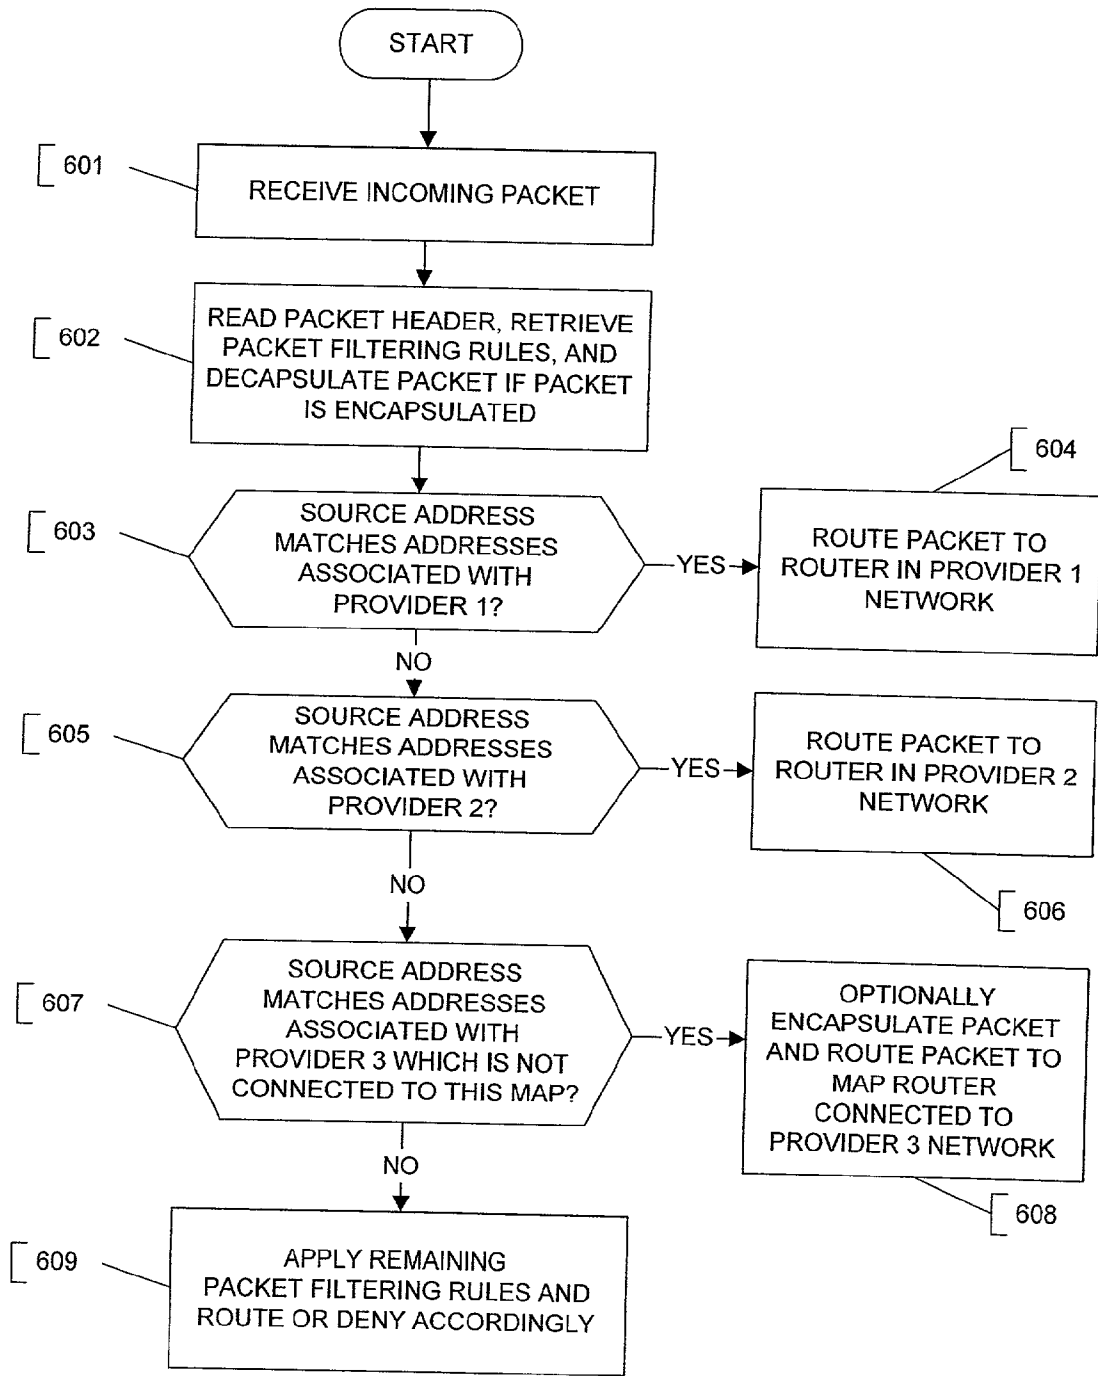 START
601
RECEIVE INCOMING PACKET
602
READ PACKET HEADER, RETRIEVE
PACKET FILTERING RULES, AND
DECAPSULATE PACKET IF PACKET
IS ENCAPSULATED
603
SOURCE ADDRESS
MATCHES ADDRESSES
ASSOCIATED WITH
PROVIDER 1?
YES
604
ROUTE PACKET TO
ROUTER IN PROVIDER 1
NETWORK
NO
605
SOURCE ADDRESS
MATCHES ADDRESSES
ASSOCIATED WITH
PROVIDER 2?
YES
ROUTE PACKET TO
ROUTER IN PROVIDER 2
NETWORK
606
NO
607
SOURCE ADDRESS
MATCHES ADDRESSES
ASSOCIATED WITH
PROVIDER 3 WHICH IS NOT
CONNECTED TO THIS MAP?
YES
OPTIONALLY
ENCAPSULATE PACKET
AND ROUTE PACKET TO
MAP ROUTER
CONNECTED TO
PROVIDER 3 NETWORK
608
NO
609
APPLY REMAINING
PACKET FILTERING RULES AND
ROUTE OR DENY ACCORDINGLY